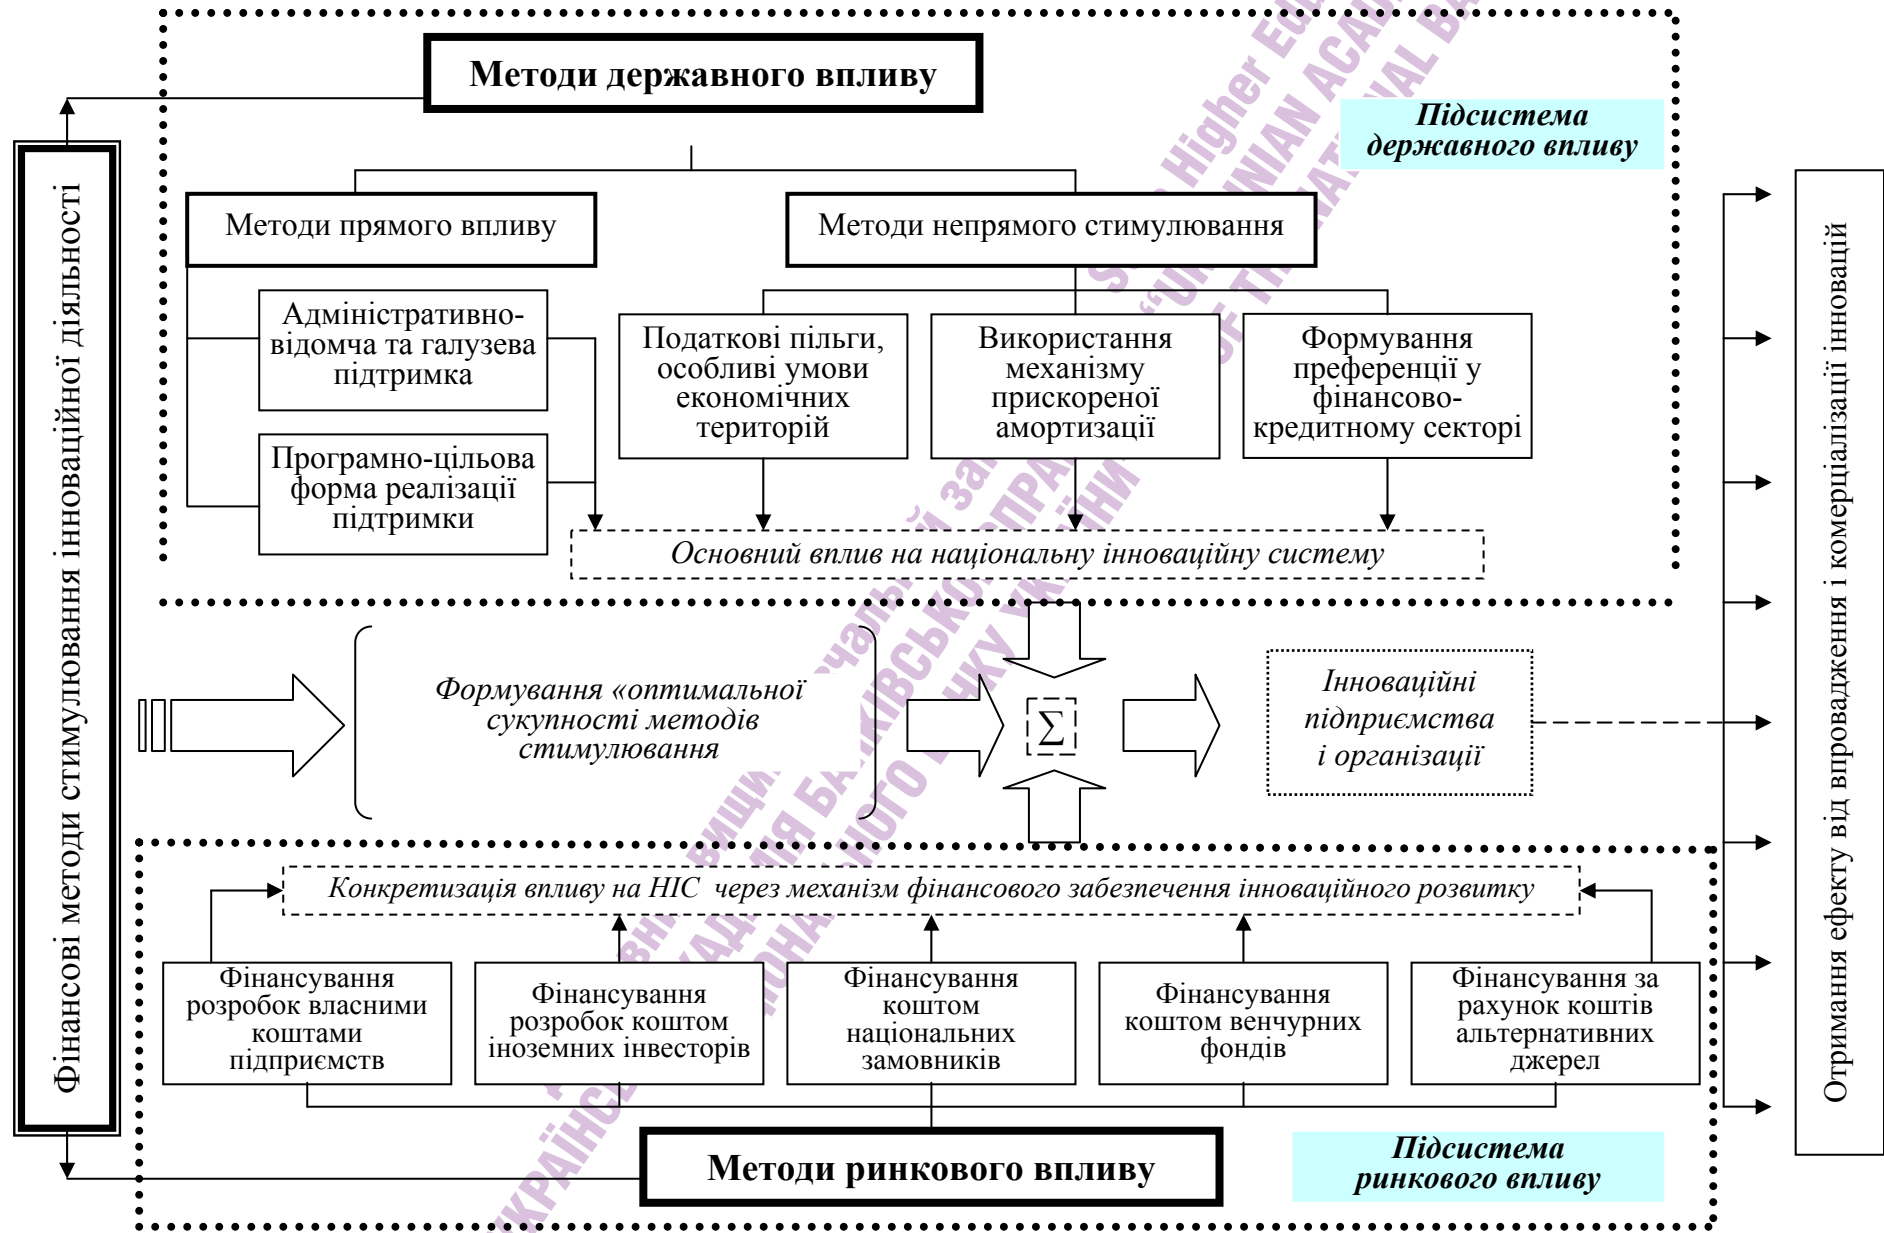 Методи державного впливу
Підсистема
державного впливу
Фінансові методи стимулювання інноваційної діяльності
Методи прямого впливу
Методи непрямого стимулювання
Адміністративно-
відомча та галузева
підтримка
Програмно-цільова
форма реалізації
підтримки
Податкові пільги,
особливі умови
економічних
територій
Використання
механізму
прискореної
амортизації
Формування
преференції у
фінансово-
кредитному секторі
Основний вплив на національну інноваційну систему
Формування «оптимальної
сукупності методів
стимулювання
∑
Інноваційні
підприємства
і організації
Отримання ефекту від впровадження і комерціалізації інновацій
Конкретизація впливу на НІС через механізм фінансового забезпечення інноваційного розвитку
Фінансування
розробок власними
коштами
підприємств
Фінансування
розробок коштом
іноземних інвесторів
Фінансування
коштом
національних
замовників
Фінансування
коштом венчурних
фондів
Фінансування за
рахунок коштів
альтернативних
джерел
Методи ринкового впливу
Підсистема
ринкового впливу